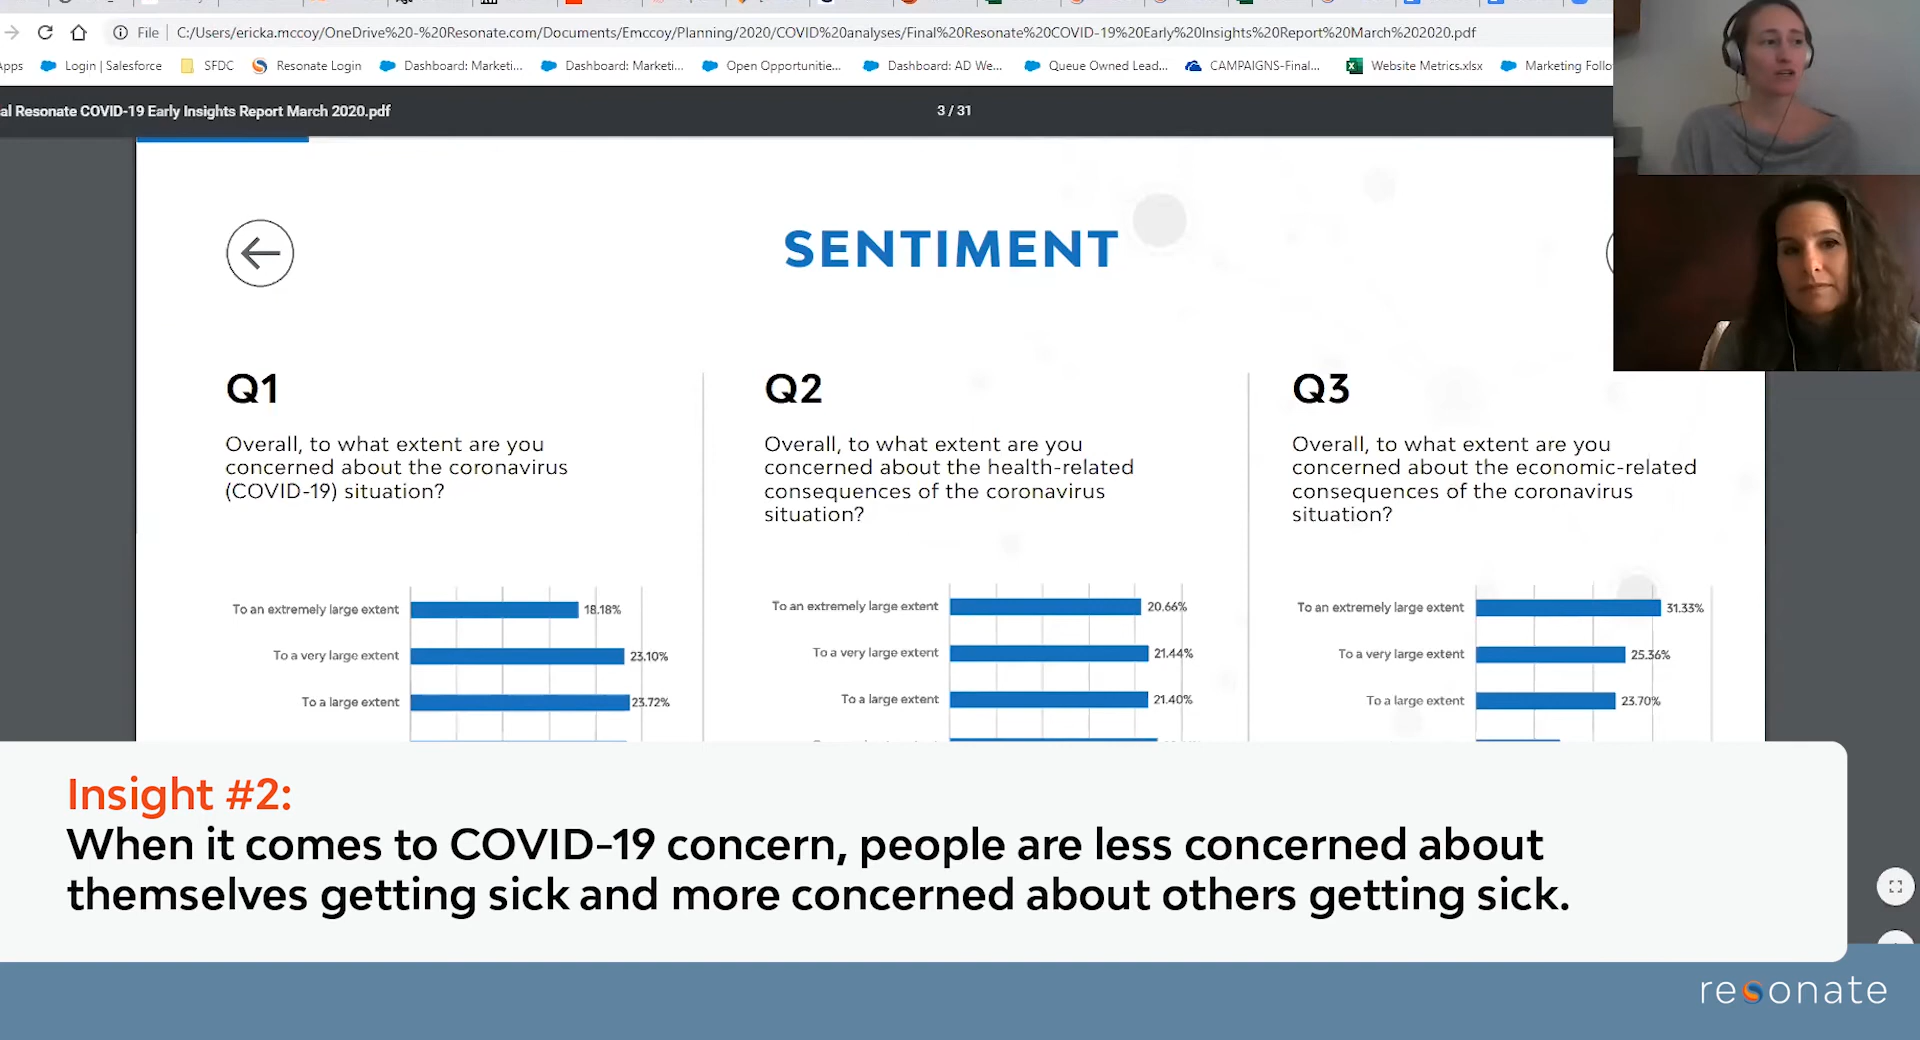 File C:/Users/ericka.mccoy/OneDrive%20-%20Resonate.com/Documents/Emccoy/Planning/2020/COVID%20analyses/Final%20Resonate%20COVID-19%20Early%20Insights%20Report%20March%202020.pdf
Login | Salesforce SFDC Resonate Login Dashboard: Marketi... Dashboard: Marketi... Open Opportunitie... Dashboard: AD We... Queue Owned Lead... CAMPAIGNS-Final... Website Metrics.xlsx Marketing Follo
al Resonate COVID-19 Early Insights Report March 2020.pdf 3 / 31
SENTIMENT
Q1
Overall, to what extent are you
concerned about the coronavirus
(COVID-19) situation?
To an extremely large extent 18.18%
To a very large extent 23.10%
To a large extent 23.72%
Q2
Overall, to what extent are you
concerned about the health-related
consequences of the coronavirus
situation?
To an extremely large extent 20.66%
To a very large extent 21.44%
To a large extent 21.40%
Q3
Overall, to what extent are you
concerned about the economic-related
consequences of the coronavirus
situation?
To an extremely large extent 31.33%
To a very large extent 25.36%
To a large extent 23.70%
Insight #2:
When it comes to COVID-19 concern, people are less concerned about
themselves getting sick and more concerned about others getting sick.
resonate